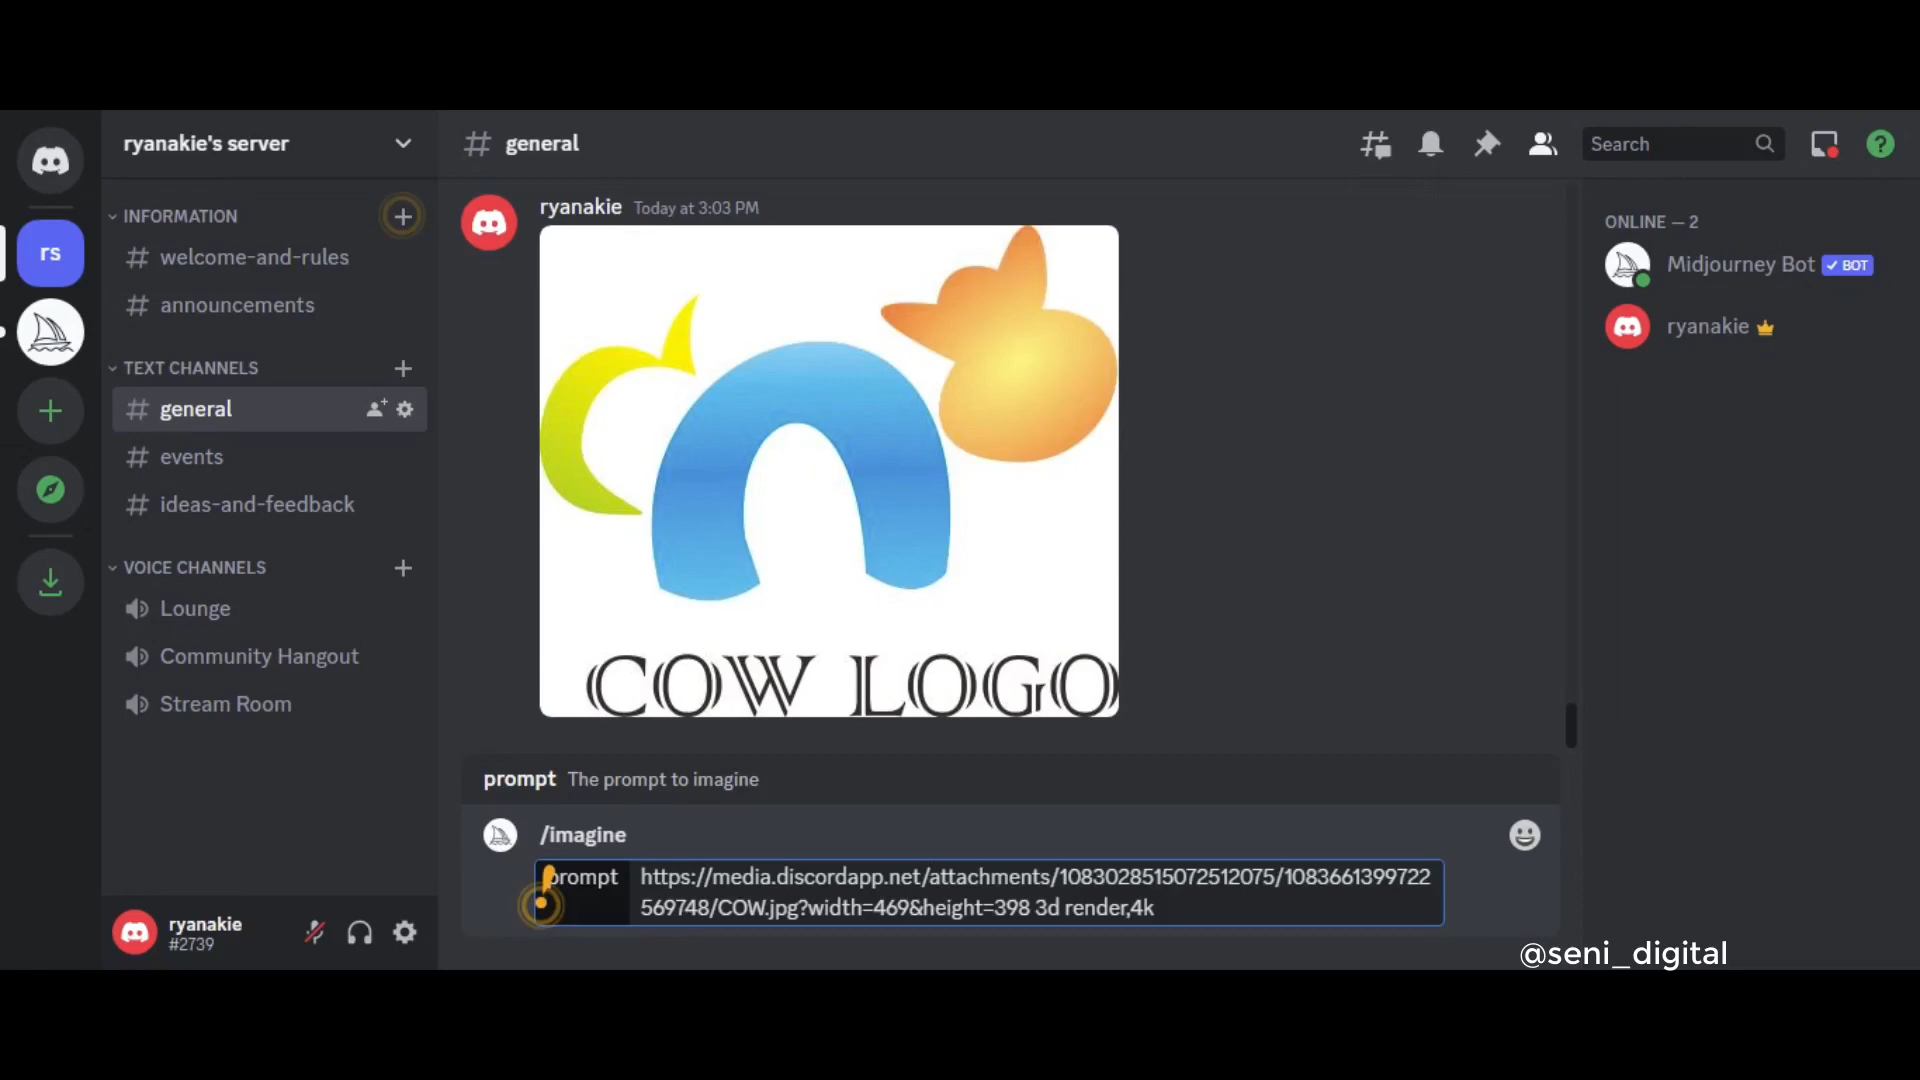 ryanakie's server
general
Search
rs
INFORMATION
welcome-and-rules
announcements
TEXT CHANNELS
general
events
ideas-and-feedback
VOICE CHANNELS
Lounge
Community Hangout
Stream Room
ryanakie
#2739
ryanakie Today at 3:03 PM
COW LOGO
prompt The prompt to imagine
/imagine
prompt https://media.discordapp.net/attachments/1083028515072512075/1083661399722
569748/COW.jpg?width=469&height=398 3d render,4k
ONLINE — 2
Midjourney Bot BOT
ryanakie
@seni_digital